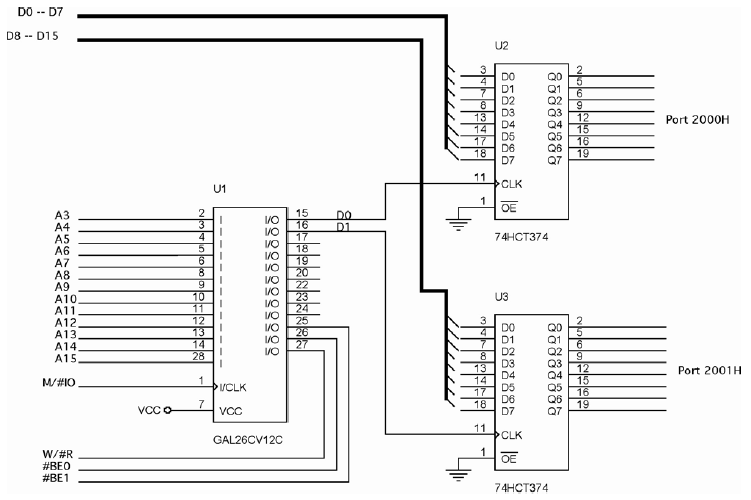 D0 -- D7
D8 -- D15
U2
3 D0 Q0 2
4 D1 Q1 5
7 D2 Q2 6
8 D3 Q3 9
13 D4 Q4 12
14 D5 Q5 15
17 D6 Q6 16
18 D7 Q7 19
Port 2000H
11 CLK
1 OE
74HCT374
U1
A3 2 I I/O 15 D0
A4 3 I I/O 16 D1
A5 4 I I/O 17
A6 5 I I/O 18
A7 6 I I/O 19
A8 8 I I/O 20
A9 9 I I/O 22
A10 10 I I/O 23
A11 11 I I/O 24
A12 12 I I/O 25
A13 13 I I/O 26
A14 14 I I/O 27
A15 28 I
M/#IO 1 I/CLK
VCC 7 VCC
GAL26CV12C
W/#R
#BE0
#BE1
U3
3 D0 Q0 2
4 D1 Q1 5
7 D2 Q2 6
8 D3 Q3 9
13 D4 Q4 12
14 D5 Q5 15
17 D6 Q6 16
18 D7 Q7 19
Port 2001H
11 CLK
1 OE
74HCT374